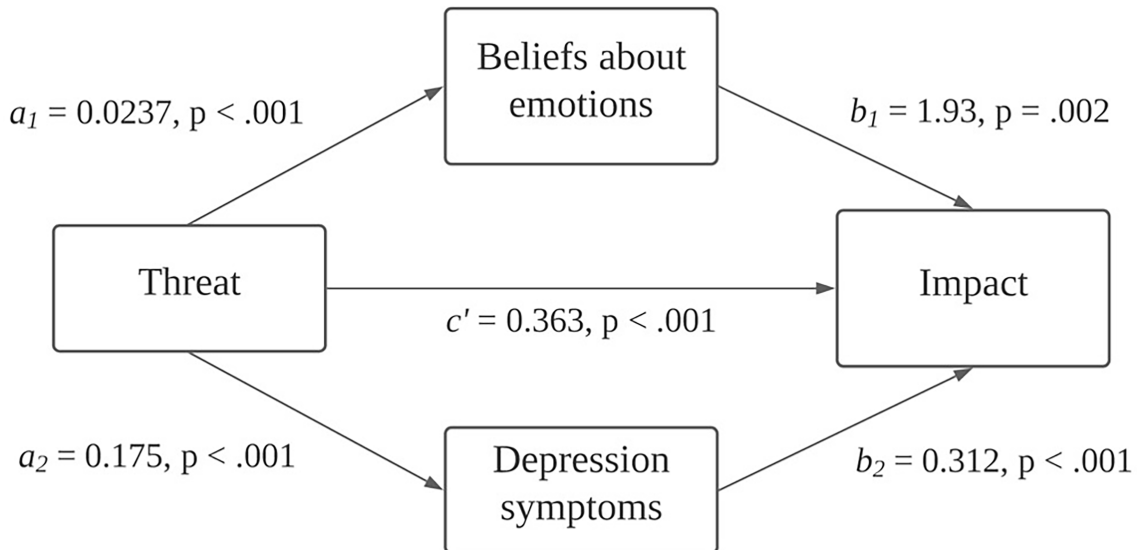 Beliefs about
emotions
a1 = 0.0237, p < .001
b1 = 1.93, p = .002
Threat
Impact
c' = 0.363, p < .001
a2 = 0.175, p < .001
Depression
symptoms
b2 = 0.312, p < .001